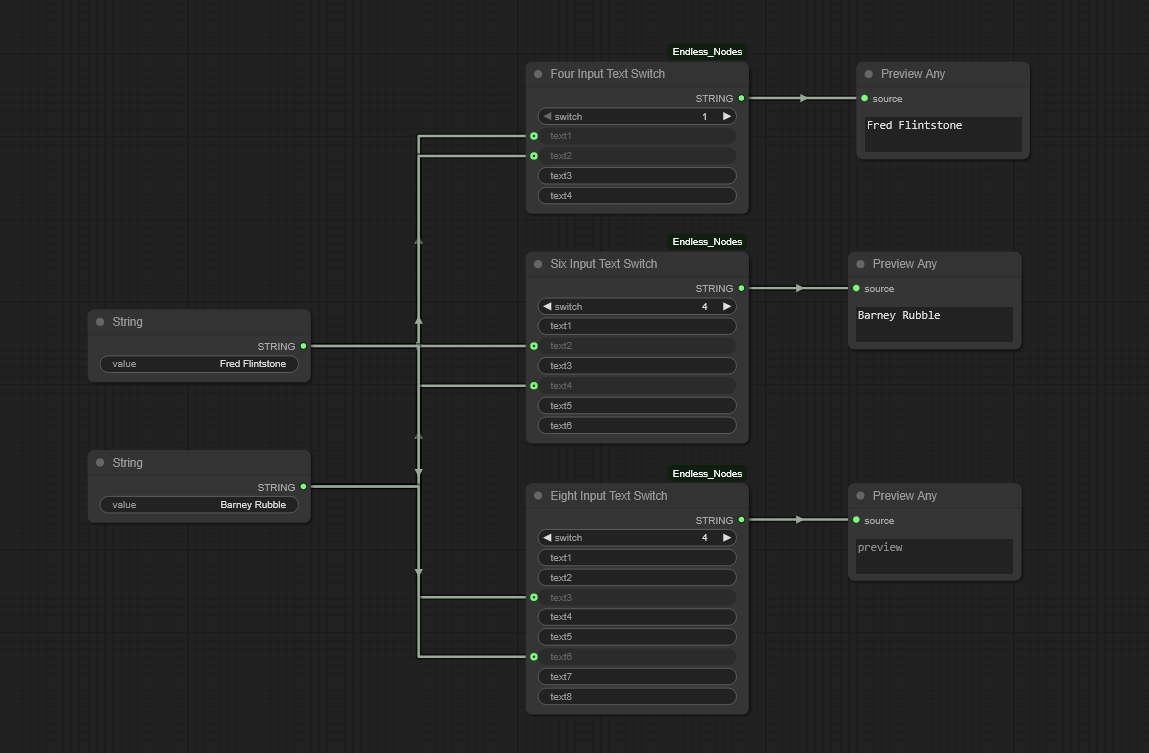 String
STRING
value Fred Flintstone
String
STRING
value Barney Rubble
Endless_Nodes
Four Input Text Switch
STRING
switch 1
text1
text2
text3
text4
Preview Any
source
Fred Flintstone
Endless_Nodes
Six Input Text Switch
STRING
switch 4
text1
text2
text3
text4
text5
text6
Preview Any
source
Barney Rubble
Endless_Nodes
Eight Input Text Switch
STRING
switch 4
text1
text2
text3
text4
text5
text6
text7
text8
Preview Any
source
preview